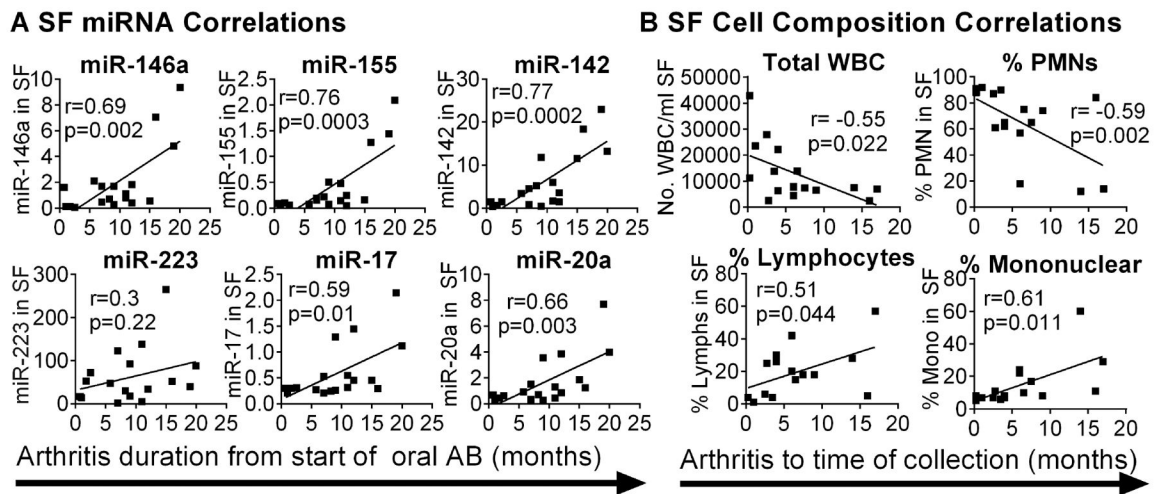 A SF miRNA Correlations
miR-146a
miR-146a in SF
10
8
6
4
2
0
r=0.69
p=0.002
0 5 10 15 20 25
miR-155
miR-155 in SF
2.5
2.0
1.5
1.0
0.5
0.0
r=0.76
p=0.0003
0 5 10 15 20 25
miR-142
miR-142 in SF
30
20
10
0
r=0.77
p=0.0002
0 5 10 15 20 25
miR-223
miR-223 in SF
300
200
100
0
r=0.3
p=0.22
0 5 10 15 20 25
miR-17
miR-17 in SF
2.5
2.0
1.5
1.0
0.5
0.0
r=0.59
p=0.01
0 5 10 15 20 25
miR-20a
miR-20a in SF
10
8
6
4
2
0
r=0.66
p=0.003
0 5 10 15 20 25
Arthritis duration from start of oral AB (months)
B SF Cell Composition Correlations
Total WBC
No. WBC/ml SF
50000
40000
30000
20000
10000
0
r= -0.55
p=0.022
0 5 10 15 20
% PMNs
% PMN in SF
100
80
60
40
20
0
r= -0.59
p=0.002
0 5 10 15 20
% Lymphocytes
% Lymphs in SF
80
60
40
20
0
r=0.51
p=0.044
0 5 10 15 20
% Mononuclear
% Mono in SF
80
60
40
20
0
r=0.61
p=0.011
0 5 10 15 20
Arthritis to time of collection (months)